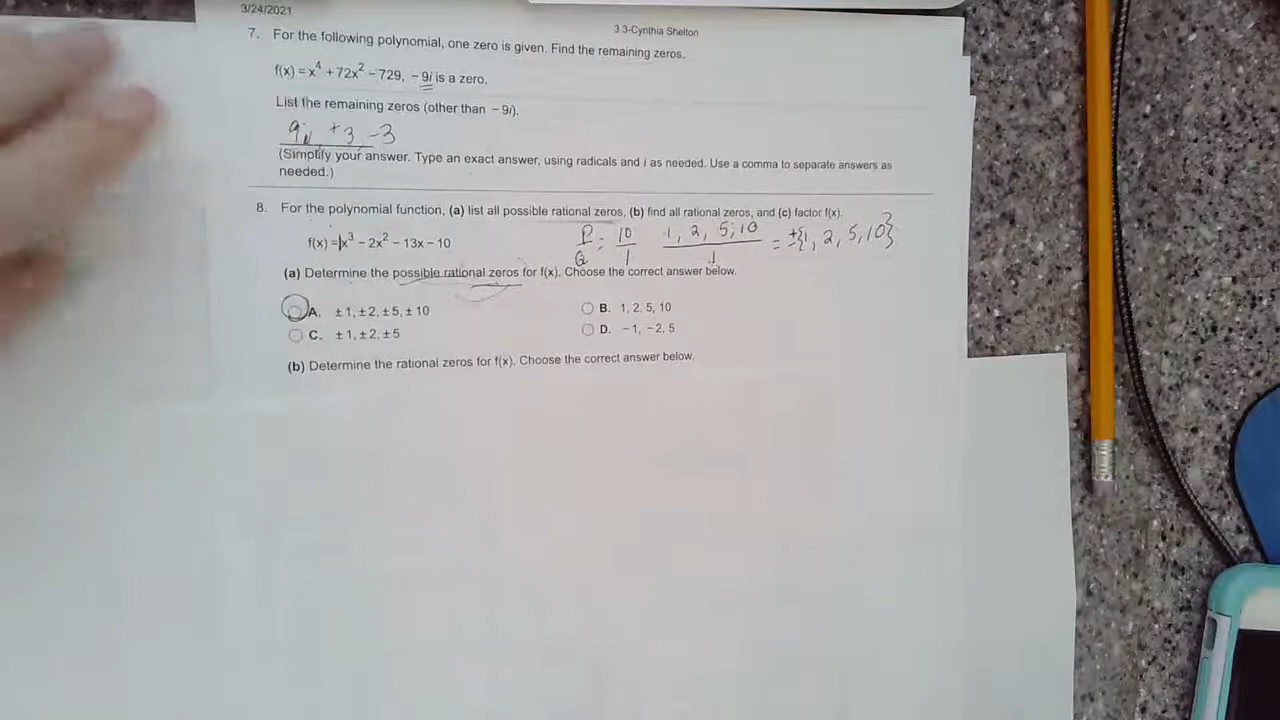 3/24/2021
3.3-Cynthia Shelton
7. For the following polynomial, one zero is given. Find the remaining zeros.
f(x) = x⁴ + 72x² − 729, − 9i is a zero.
List the remaining zeros (other than − 9i).
9i, +3 -3
(Simplify your answer. Type an exact answer, using radicals and i as needed. Use a comma to separate answers as
needed.)
8. For the polynomial function, (a) list all possible rational zeros, (b) find all rational zeros, and (c) factor f(x).
f(x) = 1x³ − 2x² − 13x − 10
P/Q = 10/1 1, 2, 5, 10/1 = ±{1, 2, 5, 10}
(a) Determine the possible rational zeros for f(x). Choose the correct answer below.
A. ± 1, ± 2, ± 5, ± 10
B. 1, 2, 5, 10
C. ± 1, ± 2, ± 5
D. − 1, − 2, 5
(b) Determine the rational zeros for f(x). Choose the correct answer below.